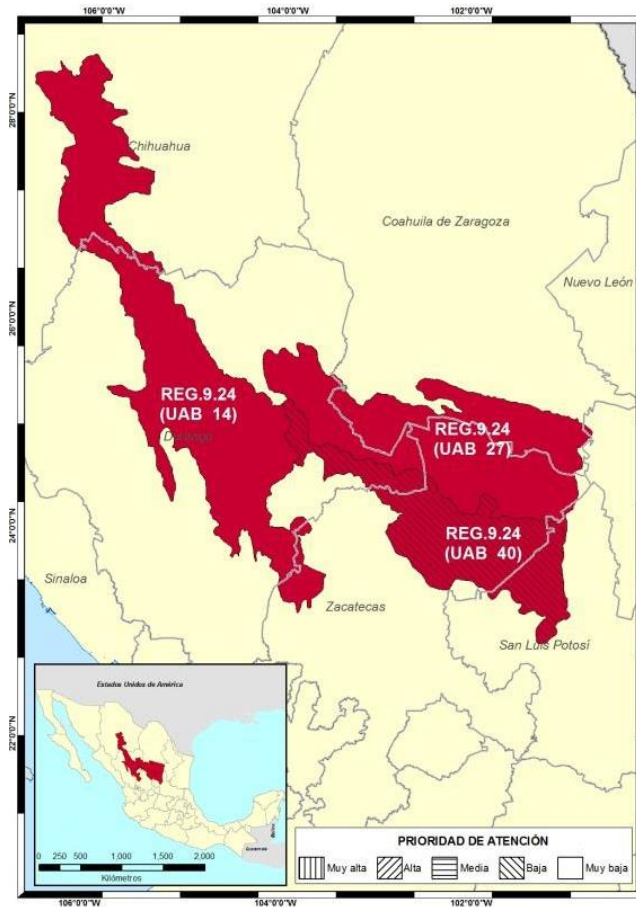 106°0'0"W 104°0'0"W 102°0'0"W
28°0'0"N
Chihuahua
Coahuila de Zaragoza
Nuevo León
26°0'0"N
REG.9.24
(UAB 14)
Durango
REG.9.24
(UAB 27)
24°0'0"N
REG.9.24
(UAB 40)
Sinaloa
Zacatecas
San Luis Potosí
22°0'0"N
Estados Unidos de América
Belice
Guatemala
0 250 500 1,000 1,500 2,000
Kilómetros
PRIORIDAD DE ATENCIÓN
Muy alta Alta Media Baja Muy baja
106°0'0"W 104°0'0"W 102°0'0"W